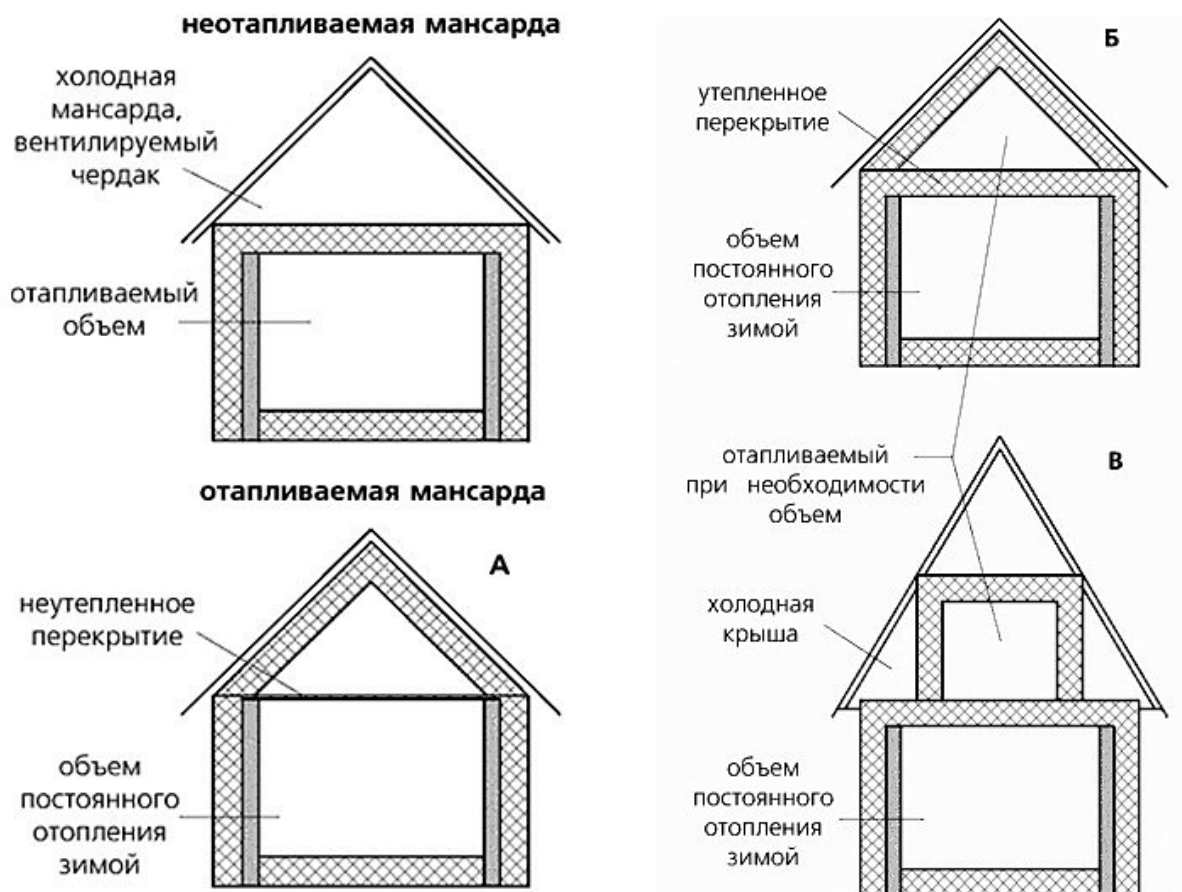 неотапливаемая мансарда
холодная
мансарда,
вентилируемый
чердак
отапливаемый
объем
отапливаемая мансарда
А
неутепленное
перекрытие
объем
постоянного
отопления
зимой
Б
утепленное
перекрытие
объем
постоянного
отопления
зимой
отапливаемый
при необходимости
объем
В
холодная
крыша
объем
постоянного
отопления
зимой